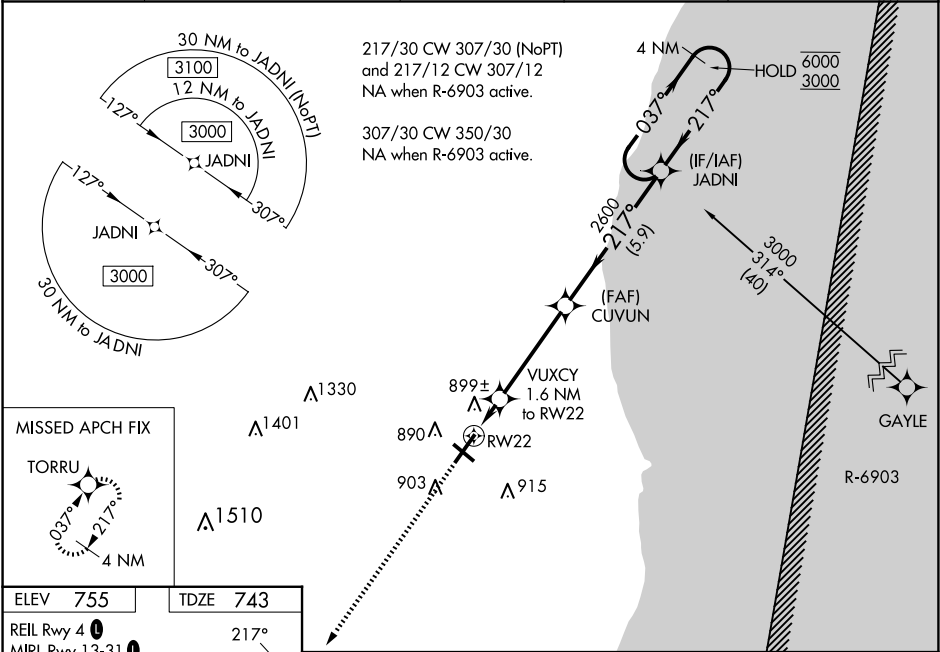 30 NM to JADNI (NoPT)
3100
12 NM to JADNI
3000
127°
JADNI
307°
127°
JADNI
307°
3000
30 NM to JADNI
217/30 CW 307/30 (NoPT)
and 217/12 CW 307/12
NA when R-6903 active.
307/30 CW 350/30
NA when R-6903 active.
4 NM
HOLD 6000
3000
037°
217°
(IF/IAF)
JADNI
2600
217°
(5.9)
3000
314°
(40)
(FAF)
CUVUN
VUXCY
1.6 NM
to RW22
899±
1330
1401
890
RW22
GAYLE
903
915
R-6903
1510
MISSED APCH FIX
TORRU
037°
217°
4 NM
ELEV 755
TDZE 743
REIL Rwy 4 L
217°
MIRL Rwy 13-31 L